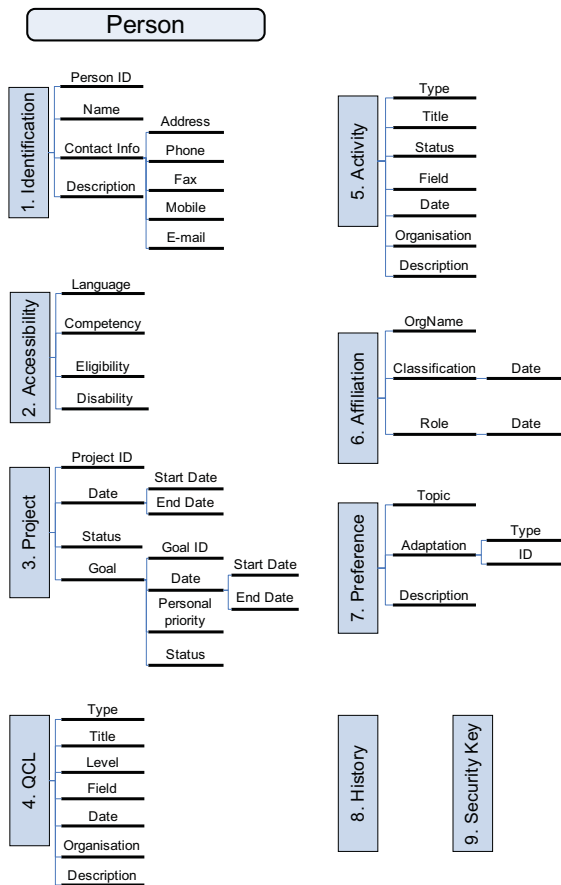 Person
1. Identification
Person ID
Name
Contact Info
Address
Phone
Fax
Mobile
E-mail
Description
2. Accessibility
Language
Competency
Eligibility
Disability
3. Project
Project ID
Date
Start Date
End Date
Status
Goal
Goal ID
Date
Start Date
End Date
Personal
priority
Status
4. QCL
Type
Title
Level
Field
Date
Organisation
Description
5. Activity
Type
Title
Status
Field
Date
Organisation
Description
6. Affiliation
OrgName
Classification
Date
Role
Date
7. Preference
Topic
Adaptation
Type
ID
Description
8. History
9. Security Key